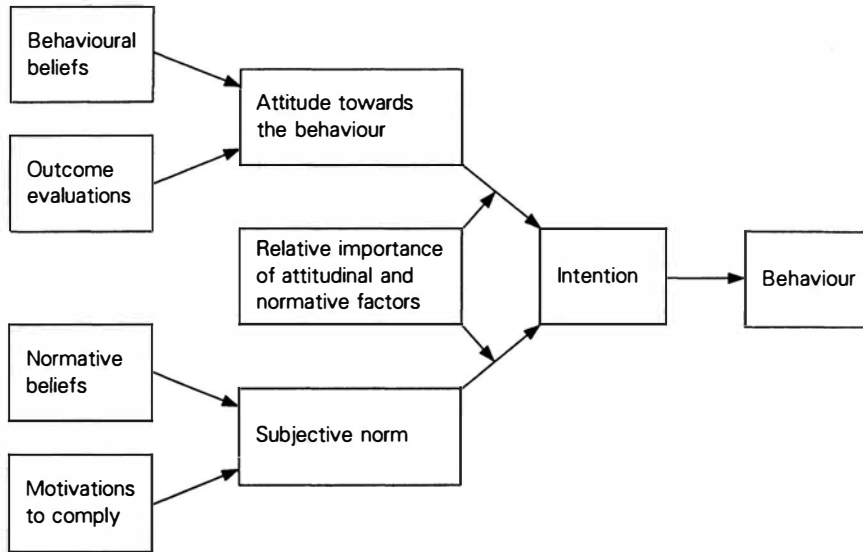 Behavioural
beliefs
Attitude towards
the behaviour
Outcome
evaluations
Relative importance
of attitudinal and
normative factors
Intention
Behaviour
Normative
beliefs
Subjective norm
Motivations
to comply